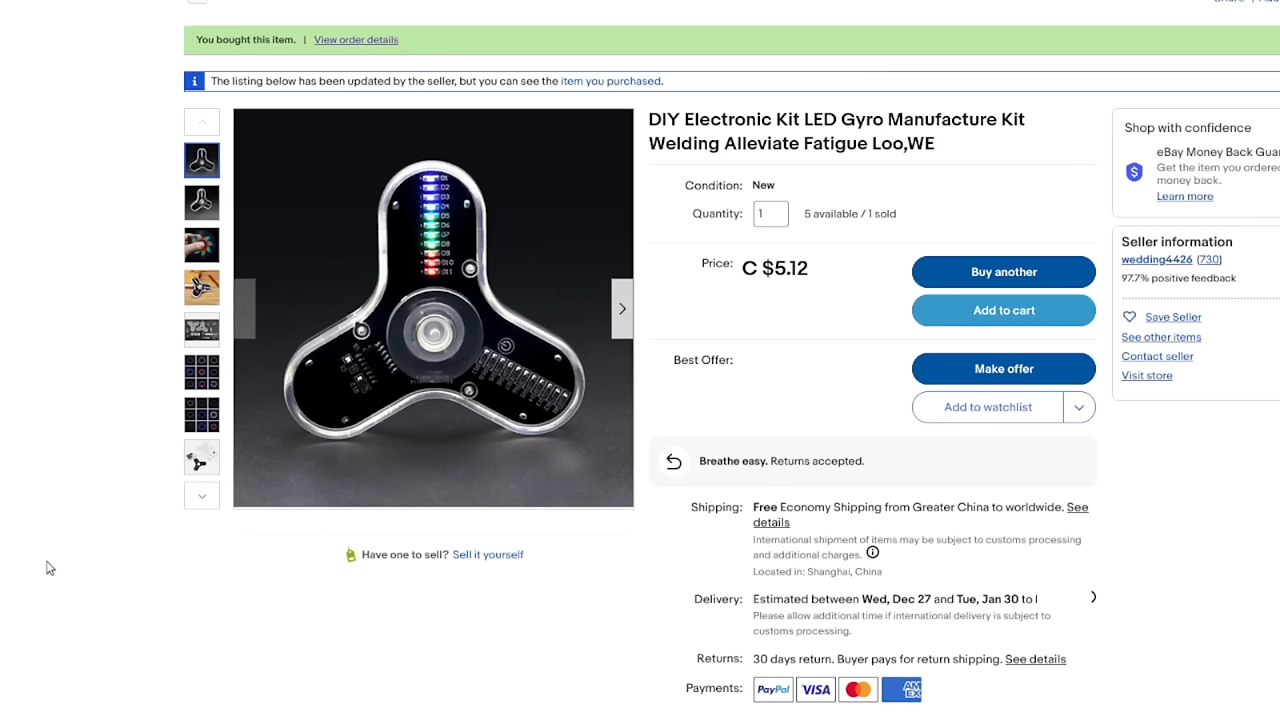 You bought this item. | View order details
The listing below has been updated by the seller, but you can see the item you purchased.
DIY Electronic Kit LED Gyro Manufacture Kit
Welding Alleviate Fatigue Loo,WE
Condition: New
Quantity: 1 5 available / 1 sold
Price: C $5.12
Buy another
Add to cart
Best Offer:
Make offer
Add to watchlist
Breathe easy. Returns accepted.
Shipping: Free Economy Shipping from Greater China to worldwide. See
details
International shipment of items may be subject to customs processing
and additional charges.
Located in: Shanghai, China
Delivery: Estimated between Wed, Dec 27 and Tue, Jan 30 to
Please allow additional time if international delivery is subject to
customs processing.
Returns: 30 days return. Buyer pays for return shipping. See details
Payments: PayPal VISA AM EX
Have one to sell? Sell it yourself
Shop with confidence
eBay Money Back
Get the item you ordered
money back.
Learn more
Seller information
wedding4426 (730)
97.7% positive feedback
Save Seller
See other items
Contact seller
Visit store